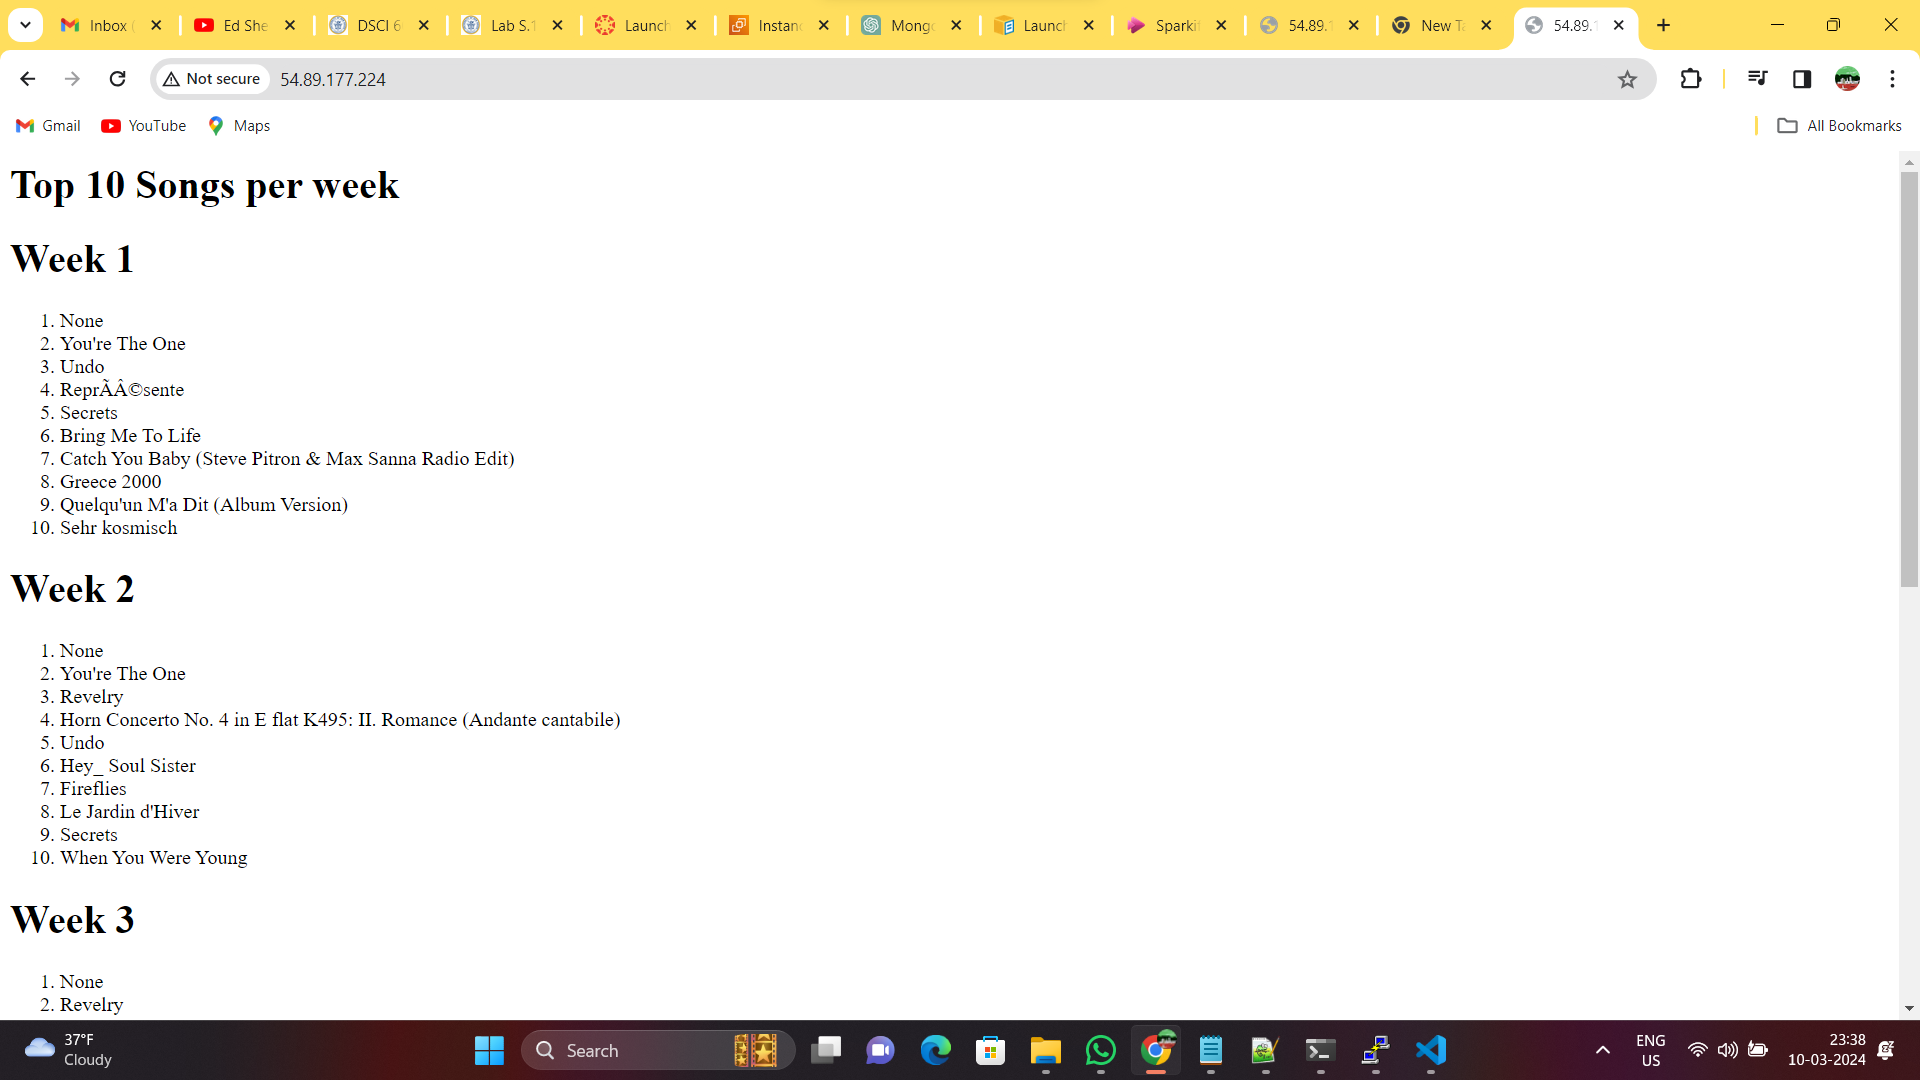 Inbox (
Ed She
DSCI 6
Lab S.1
Launch
Instanc
Mongo
Launch
Sparkif
54.89.1
New Ta
54.89.1
Not secure 54.89.177.224
Gmail YouTube Maps All Bookmarks
Top 10 Songs per week
Week 1
1. None
2. You're The One
3. Undo
4. ReprÃÂ©sente
5. Secrets
6. Bring Me To Life
7. Catch You Baby (Steve Pitron & Max Sanna Radio Edit)
8. Greece 2000
9. Quelqu'un M'a Dit (Album Version)
10. Sehr kosmisch
Week 2
1. None
2. You're The One
3. Revelry
4. Horn Concerto No. 4 in E flat K495: II. Romance (Andante cantabile)
5. Undo
6. Hey_ Soul Sister
7. Fireflies
8. Le Jardin d'Hiver
9. Secrets
10. When You Were Young
Week 3
1. None
2. Revelry
37°F
Cloudy
Search
ENG
US
23:38
10-03-2024